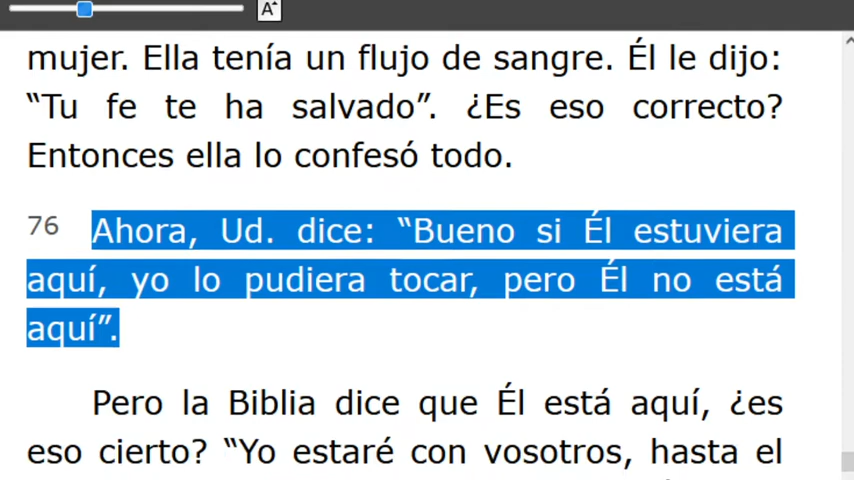 A
mujer. Ella tenía un flujo de sangre. Él le dijo:
“Tu fe te ha salvado”. ¿Es eso correcto?
Entonces ella lo confesó todo.
76 Ahora, Ud. dice: “Bueno si Él estuviera
aquí, yo lo pudiera tocar, pero Él no está
aquí”.
Pero la Biblia dice que Él está aquí, ¿es
eso cierto? “Yo estaré con vosotros, hasta el